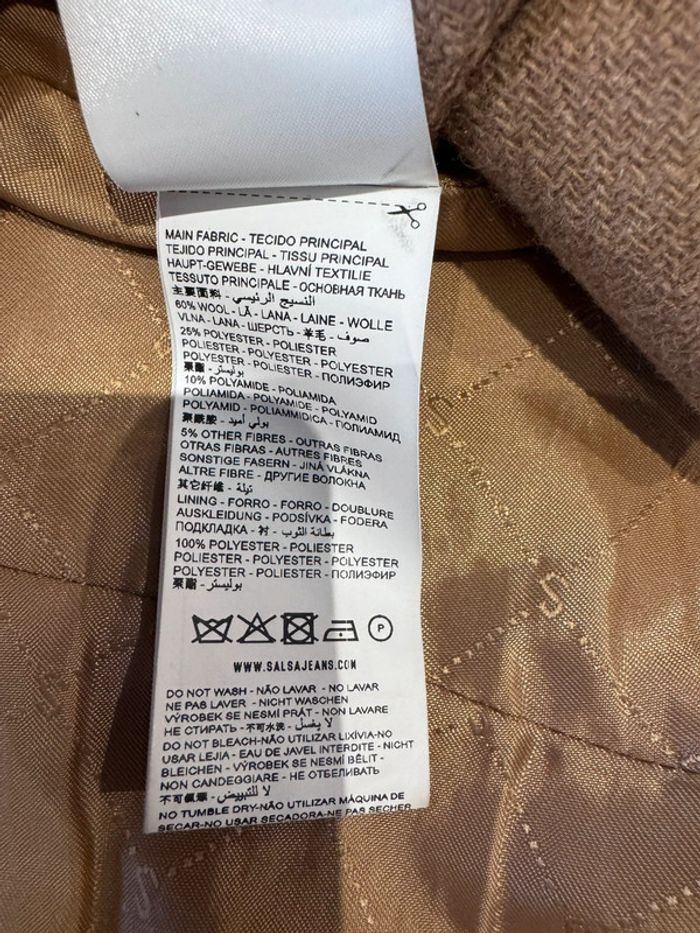 MAIN FABRIC - TECIDO PRINCIPAL
TEJIDO PRINCIPAL - TISSU PRINCIPAL
HAUPT-GEWEBE - HLAVNÍ TEXTILIE
TESSUTO PRINCIPALE - ОСНОВНАЯ ТКАНЬ
主要面料 - النسيج الرئيسي
60% WOOL - LÃ - LANA - LAINE - WOLLE
VLNA - LANA - ШЕРСТЬ - 羊毛 - صوف
25% POLYESTER - POLIESTER
POLIESTER - POLYESTER - POLYESTER
POLYESTER - POLIESTER - ПОЛИЭФИР
聚酯 - بوليستر
10% POLYAMIDE - POLIAMIDA
POLIAMIDA - POLYAMIDE - POLYAMID
POLYAMID - POLIAMMIDICA - ПОЛИАМИД
聚酰胺 - بولي أميد
5% OTHER FIBRES - OUTRAS FIBRAS
OTRAS FIBRAS - AUTRES FIBRES
SONSTIGE FASERN - JINÁ VLÁKNA
ALTRE FIBRE - ДРУГИЕ ВОЛОКНА
其它纤维 - تيلة
LINING - FORRO - FORRO - DOUBLURE
AUSKLEIDUNG - PODSÍVKA - FODERA
ПОДКЛАДКА - 衬 - بطانة الثوب
100% POLYESTER - POLIESTER
POLIESTER - POLYESTER - POLYESTER
POLYESTER - POLIESTER - ПОЛИЭФИР
聚酯 - بوليستر
P
WWW.SALSAJEANS.COM
DO NOT WASH - NÃO LAVAR - NO LAVAR
NE PAS LAVER - NICHT WASCHEN
VÝROBEK SE NESMÍ PRÁT - NON LAVARE
НЕ СТИРАТЬ - 不可水洗 - لا يغسل
DO NOT BLEACH-NÃO UTILIZAR LIXÍVIA-NO
USAR LEJIA - EAU DE JAVEL INTERDITE - NICHT
BLEICHEN - VÝROBEK SE NESMÍ BĚLIT -
NON CANDEGGIARE - НЕ ОТБЕЛИВАТЬ
不可佩漂 - لا للتبييض
NO TUMBLE DRY-NÃO UTILIZAR MÁQUINA DE
SECAR-NO USAR SECADORA-NE PAS SECHER